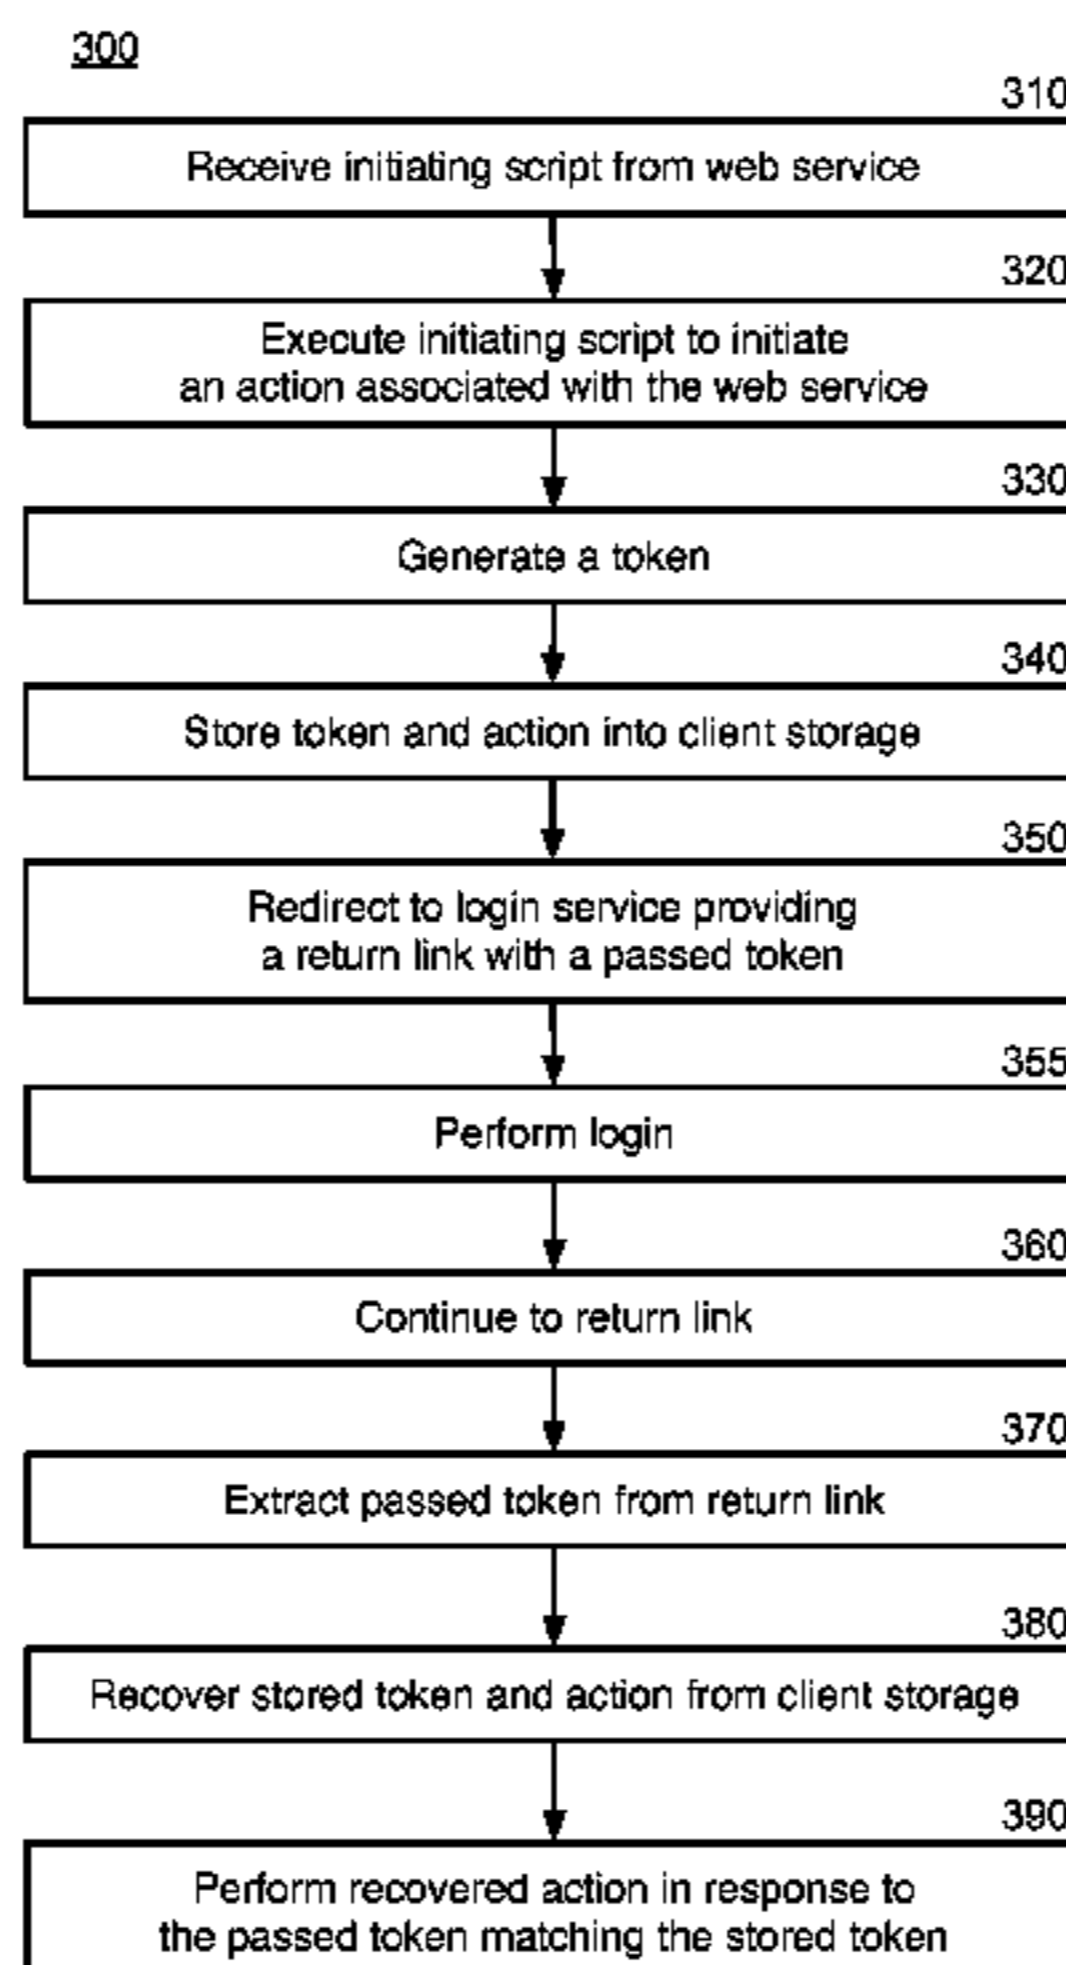 300
310
Receive initiating script from web service
320
Execute initiating script to initiate
an action associated with the web service
330
Generate a token
340
Store token and action into client storage
350
Redirect to login service providing
a return link with a passed token
355
Perform login
360
Continue to return link
370
Extract passed token from return link
380
Recover stored token and action from client storage
390
Perform recovered action in response to
the passed token matching the stored token